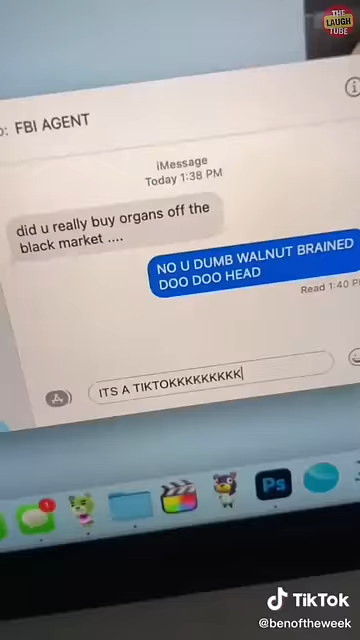 THE
LAUGH
TUBE
o: FBI AGENT
iMessage
Today 1:38 PM
did u really buy organs off the
black market ....
NO U DUMB WALNUT BRAINED
DOO DOO HEAD
Read 1:40 P
ITS A TIKTOKKKKKKKKK
1
Ps
TikTok
@benoftheweek